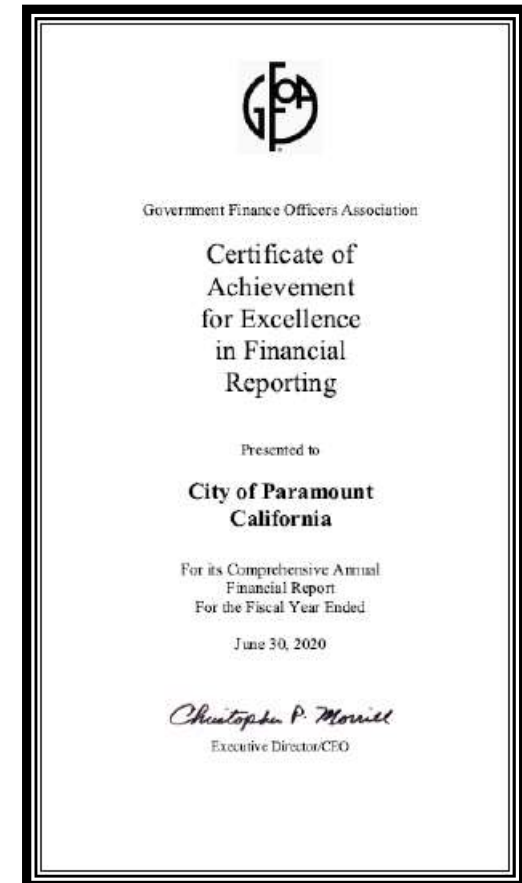 GFOA
Government Finance Officers Association
Certificate of
Achievement
for Excellence
in Financial
Reporting
Presented to
City of Paramount
California
For its Comprehensive Annual
Financial Report
For the Fiscal Year Ended
June 30, 2020
Christopher P. Morrill
Executive Director/CEO